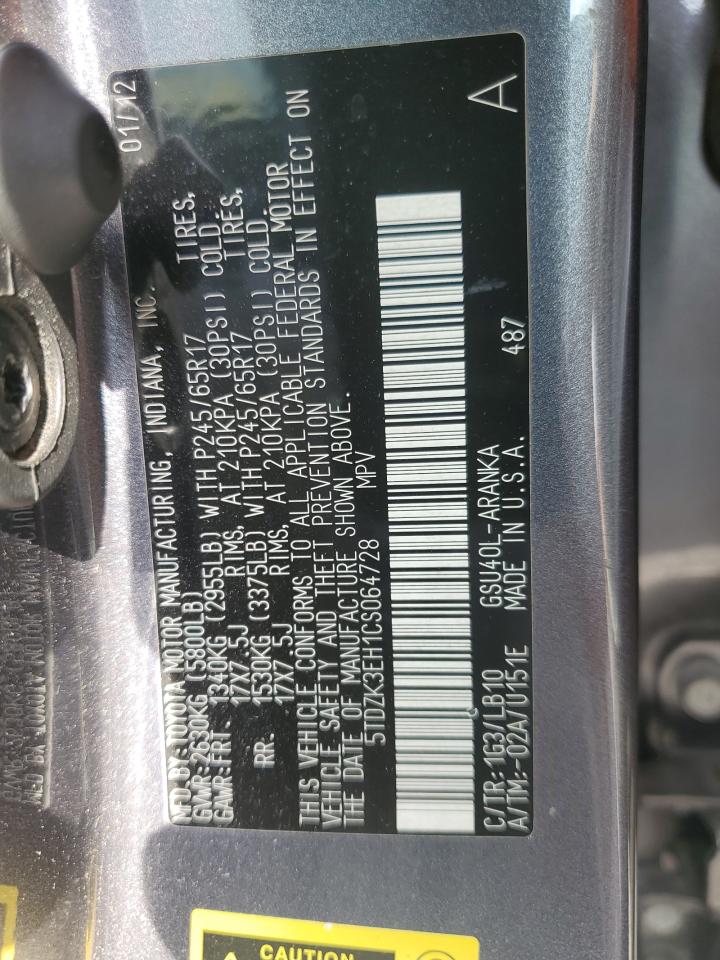 MFD BY:TOYOTA MOTOR MANUFACTURING, INDIANA, INC. 01/12
GVWR:2630KG (5800LB)
GAWR:FRT. 1340KG (2955LB) WITH P245/65R17 TIRES,
17X7.5J RIMS, AT 210KPA (30PSI) COLD.
RR. 1530KG (3375LB) WITH P245/65R17 TIRES,
17X7.5J RIMS, AT 210KPA (30PSI) COLD.
THIS VEHICLE CONFORMS TO ALL APPLICABLE FEDERAL MOTOR
VEHICLE SAFETY AND THEFT PREVENTION STANDARDS IN EFFECT ON
THE DATE OF MANUFACTURE SHOWN ABOVE.
5TDZK3EH1CS064728 MPV
C/TR:1G3/LB10 GSU40L-ARANKA A
A/TM:-02A/U151E MADE IN U.S.A. 487
CAUTION